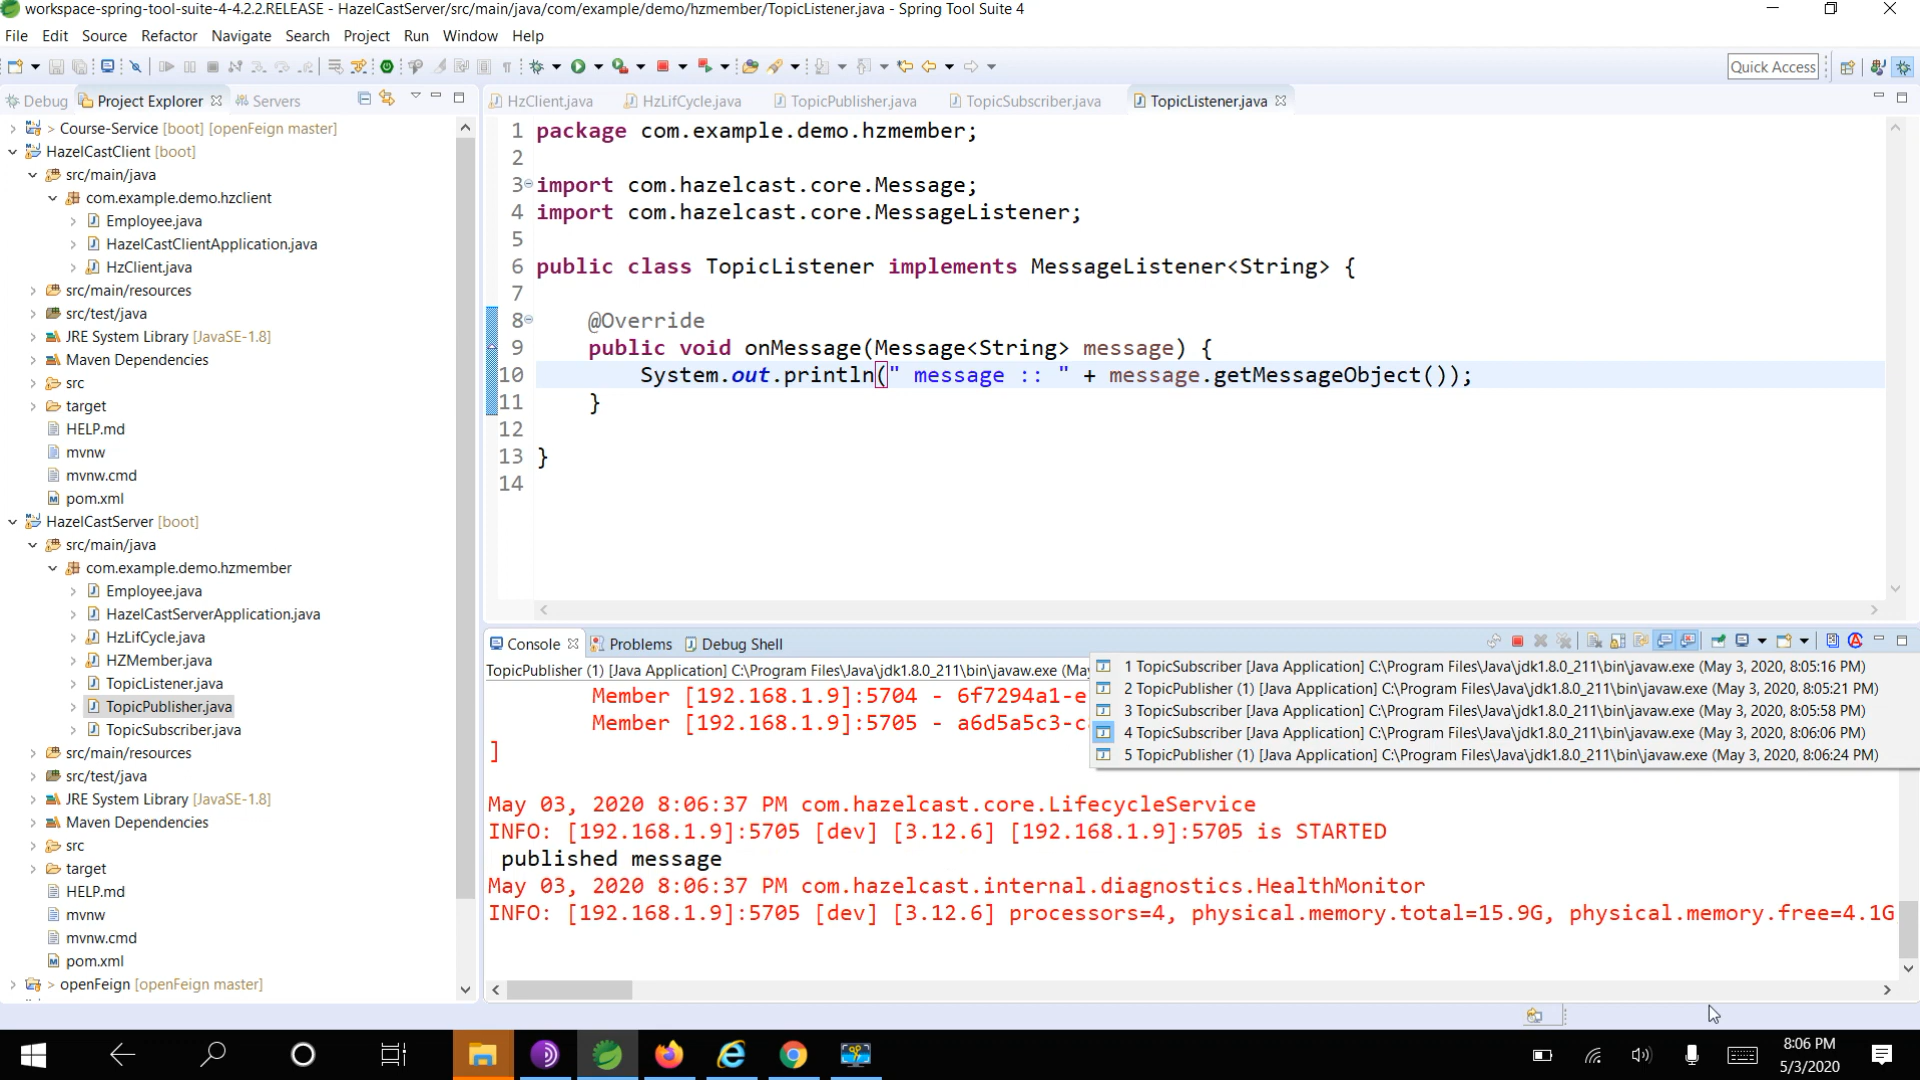 workspace-spring-tool-suite-4-4.2.2.RELEASE - HazelCastServer/src/main/java/com/example/demo/hzmember/TopicListener.java - Spring Tool Suite 4
File Edit Source Refactor Navigate Search Project Run Window Help
Quick Access
Debug Project Explorer Servers
HzClient.java HzLifCycle.java TopicPublisher.java TopicSubscriber.java TopicListener.java
> Course-Service [boot] [openFeign master]
HazelCastClient [boot]
src/main/java
com.example.demo.hzclient
Employee.java
HazelCastClientApplication.java
HzClient.java
src/main/resources
src/test/java
JRE System Library [JavaSE-1.8]
Maven Dependencies
src
target
HELP.md
mvnw
mvnw.cmd
pom.xml
HazelCastServer [boot]
src/main/java
com.example.demo.hzmember
Employee.java
HazelCastServerApplication.java
HzLifCycle.java
HZMember.java
TopicListener.java
TopicPublisher.java
TopicSubscriber.java
src/main/resources
src/test/java
JRE System Library [JavaSE-1.8]
Maven Dependencies
src
target
HELP.md
mvnw
mvnw.cmd
pom.xml
> openFeign [openFeign master]
1 package com.example.demo.hzmember;
2
3 import com.hazelcast.core.Message;
4 import com.hazelcast.core.MessageListener;
5
6 public class TopicListener implements MessageListener<String> {
7
8 @Override
9 public void onMessage(Message<String> message) {
10 System.out.println(" message :: " + message.getMessageObject());
11 }
12
13 }
14
Console Problems Debug Shell
TopicPublisher (1) [Java Application] C:\Program Files\Java\jdk1.8.0_211\bin\javaw.exe (May
1 TopicSubscriber [Java Application] C:\Program Files\Java\jdk1.8.0_211\bin\javaw.exe (May 3, 2020, 8:05:16 PM)
2 TopicPublisher (1) [Java Application] C:\Program Files\Java\jdk1.8.0_211\bin\javaw.exe (May 3, 2020, 8:05:21 PM)
3 TopicSubscriber [Java Application] C:\Program Files\Java\jdk1.8.0_211\bin\javaw.exe (May 3, 2020, 8:05:58 PM)
4 TopicSubscriber [Java Application] C:\Program Files\Java\jdk1.8.0_211\bin\javaw.exe (May 3, 2020, 8:06:06 PM)
5 TopicPublisher (1) [Java Application] C:\Program Files\Java\jdk1.8.0_211\bin\javaw.exe (May 3, 2020, 8:06:24 PM)
Member [192.168.1.9]:5704 - 6f7294a1-e
Member [192.168.1.9]:5705 - a6d5a5c3-c
]
May 03, 2020 8:06:37 PM com.hazelcast.core.LifecycleService
INFO: [192.168.1.9]:5705 [dev] [3.12.6] [192.168.1.9]:5705 is STARTED
published message
May 03, 2020 8:06:37 PM com.hazelcast.internal.diagnostics.HealthMonitor
INFO: [192.168.1.9]:5705 [dev] [3.12.6] processors=4, physical.memory.total=15.9G, physical.memory.free=4.1G
8:06 PM
5/3/2020